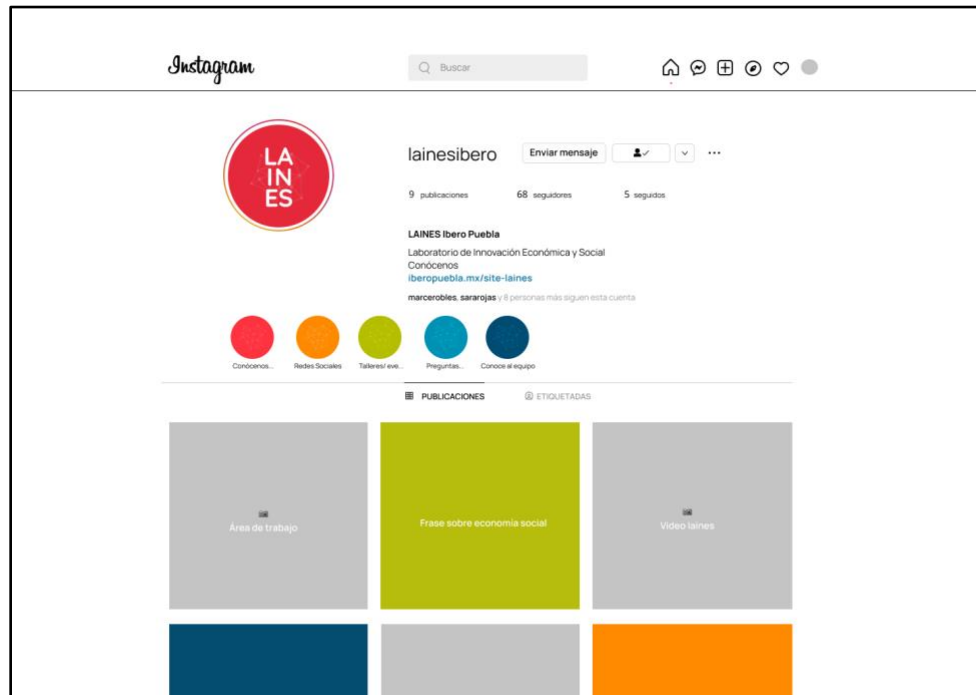 Instagram
Buscar
LA
IN
ES
lainesibero
Enviar mensaje
9 publicaciones
68 seguidores
5 seguidos
LAINES Ibero Puebla
Laboratorio de Innovación Económica y Social
Conócenos
iberopuebla.mx/site-laines
marcerobles, sararojas y 8 personas más siguen esta cuenta
Conócenos...
Redes Sociales
Talleres/ eve...
Preguntas...
Conoce al equipo
PUBLICACIONES
ETIQUETADAS
Área de trabajo
Frase sobre economía social
Video laines